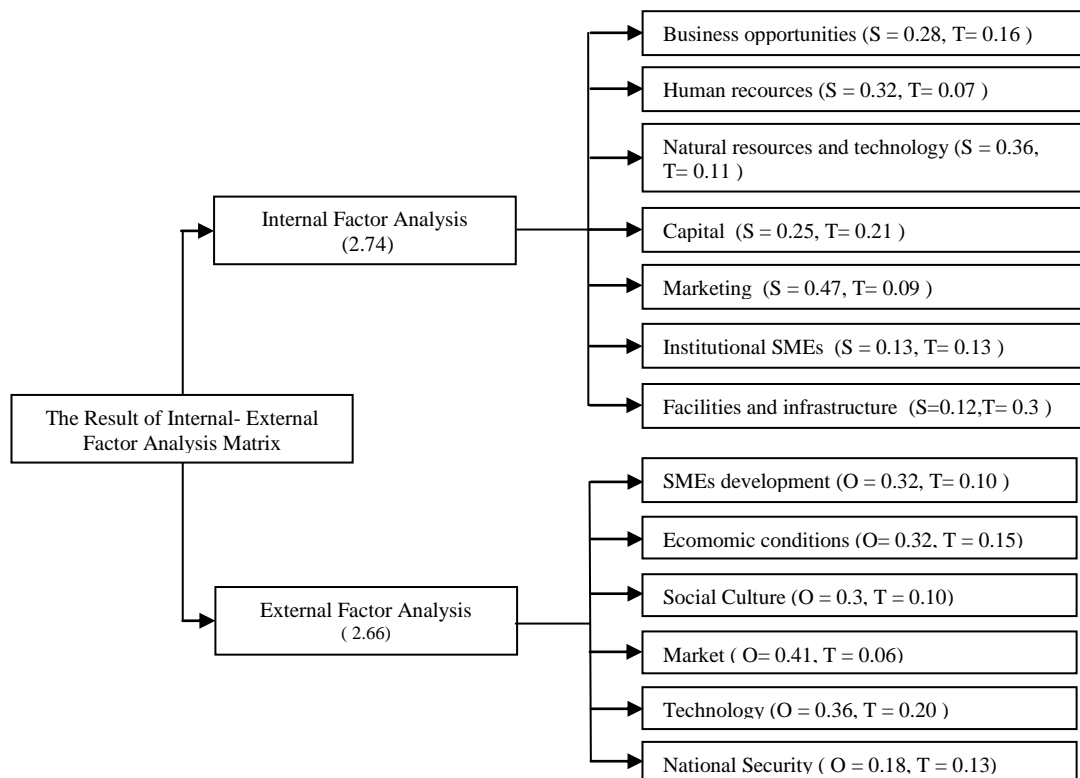 Business opportunities (S = 0.28, T= 0.16 )
Human recources (S = 0.32, T= 0.07 )
Natural resources and technology (S = 0.36,
T= 0.11 )
Internal Factor Analysis
(2.74)
Capital (S = 0.25, T= 0.21 )
Marketing (S = 0.47, T= 0.09 )
Institutional SMEs (S = 0.13, T= 0.13 )
Facilities and infrastructure (S=0.12,T= 0.3 )
The Result of Internal- External
Factor Analysis Matrix
SMEs development (O = 0.32, T= 0.10 )
Ecomomic conditions (O= 0.32, T = 0.15)
Social Culture (O = 0.3, T = 0.10)
External Factor Analysis
( 2.66)
Market ( O= 0.41, T = 0.06)
Technology (O = 0.36, T = 0.20 )
National Security ( O = 0.18, T = 0.13)